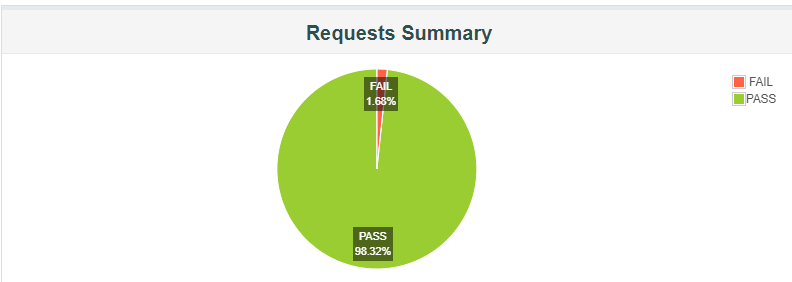 Requests Summary
FAIL
1.68%
PASS
98.32%
FAIL
PASS